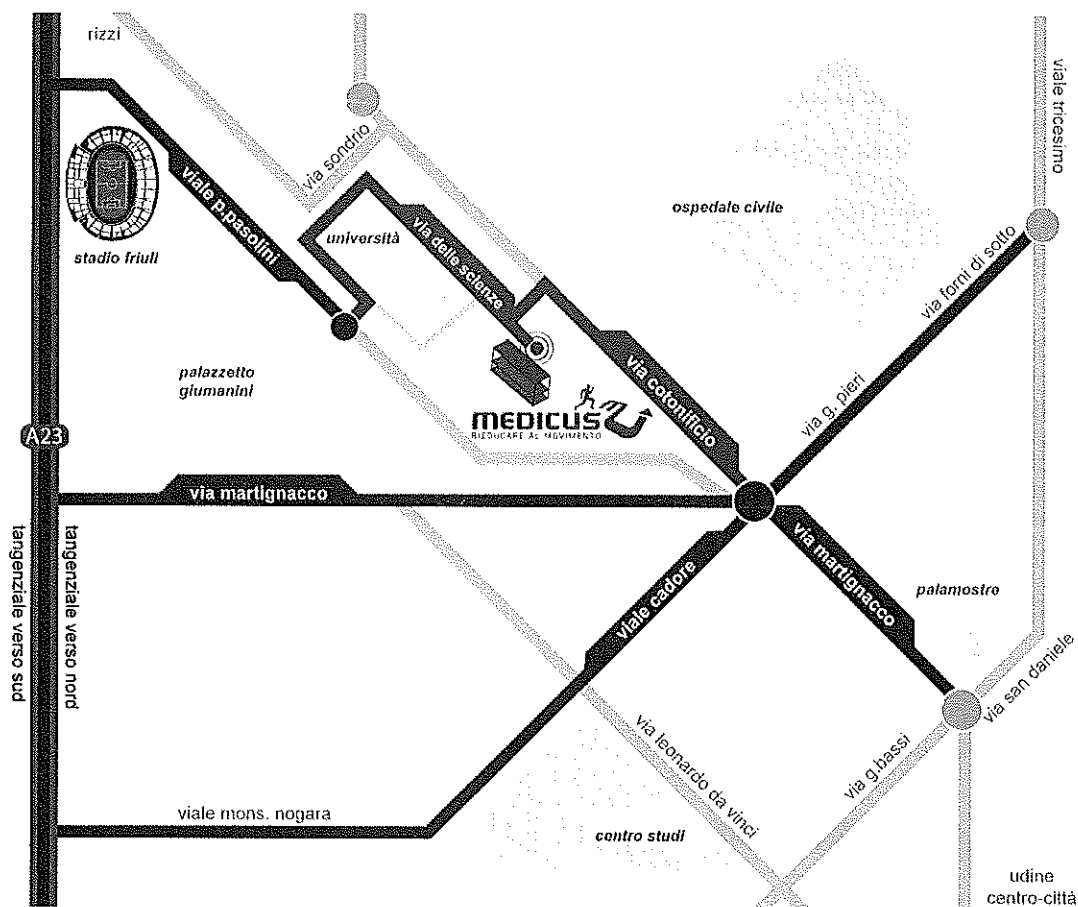 rizzi
via sondrio
viale tricesimo
viale p.pasolini
università
via delle scienze
ospedale civile
stadio friuli
via forni di sotto
palazzetto
giumanini
via cotonificio
via g. pieri
MEDICUS
RIEDUCARE AL MOVIMENTO
A23
via martignacco
tangenziale verso sud
tangenziale verso nord
viale cadore
via martignacco
palamostre
via san daniele
via leonardo da vinci
via g.bassi
viale mons. nogara
centro studi
udine
centro-città